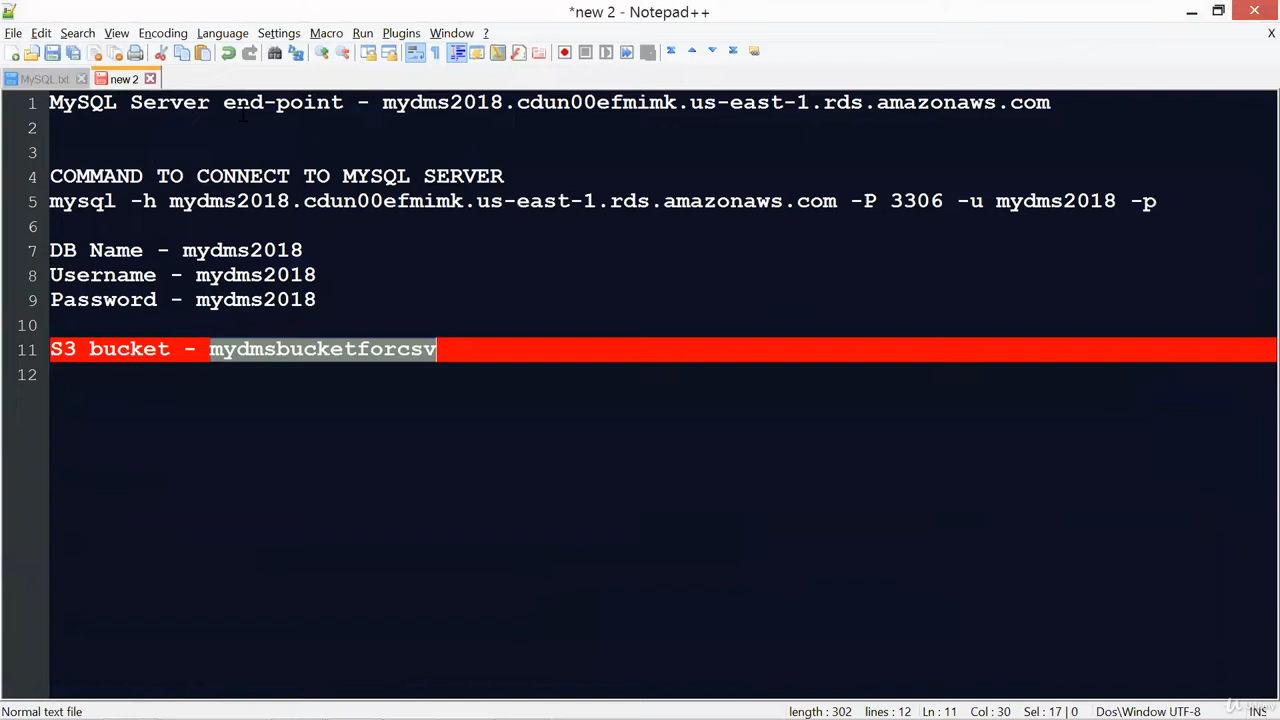 *new 2 - Notepad++
File Edit Search View Encoding Language Settings Macro Run Plugins Window ? X
MySQL.txt new 2
1 MySQL Server end-point - mydms2018.cdun00efmimk.us-east-1.rds.amazonaws.com
2
3
4 COMMAND TO CONNECT TO MYSQL SERVER
5 mysql -h mydms2018.cdun00efmimk.us-east-1.rds.amazonaws.com -P 3306 -u mydms2018 -p
6
7 DB Name - mydms2018
8 Username - mydms2018
9 Password - mydms2018
10
11 S3 bucket - mydmsbucketforcsv
12
Normal text file length : 302 lines : 12 Ln : 11 Col : 30 Sel : 17 | 0 Dos\Window UTF-8 INS